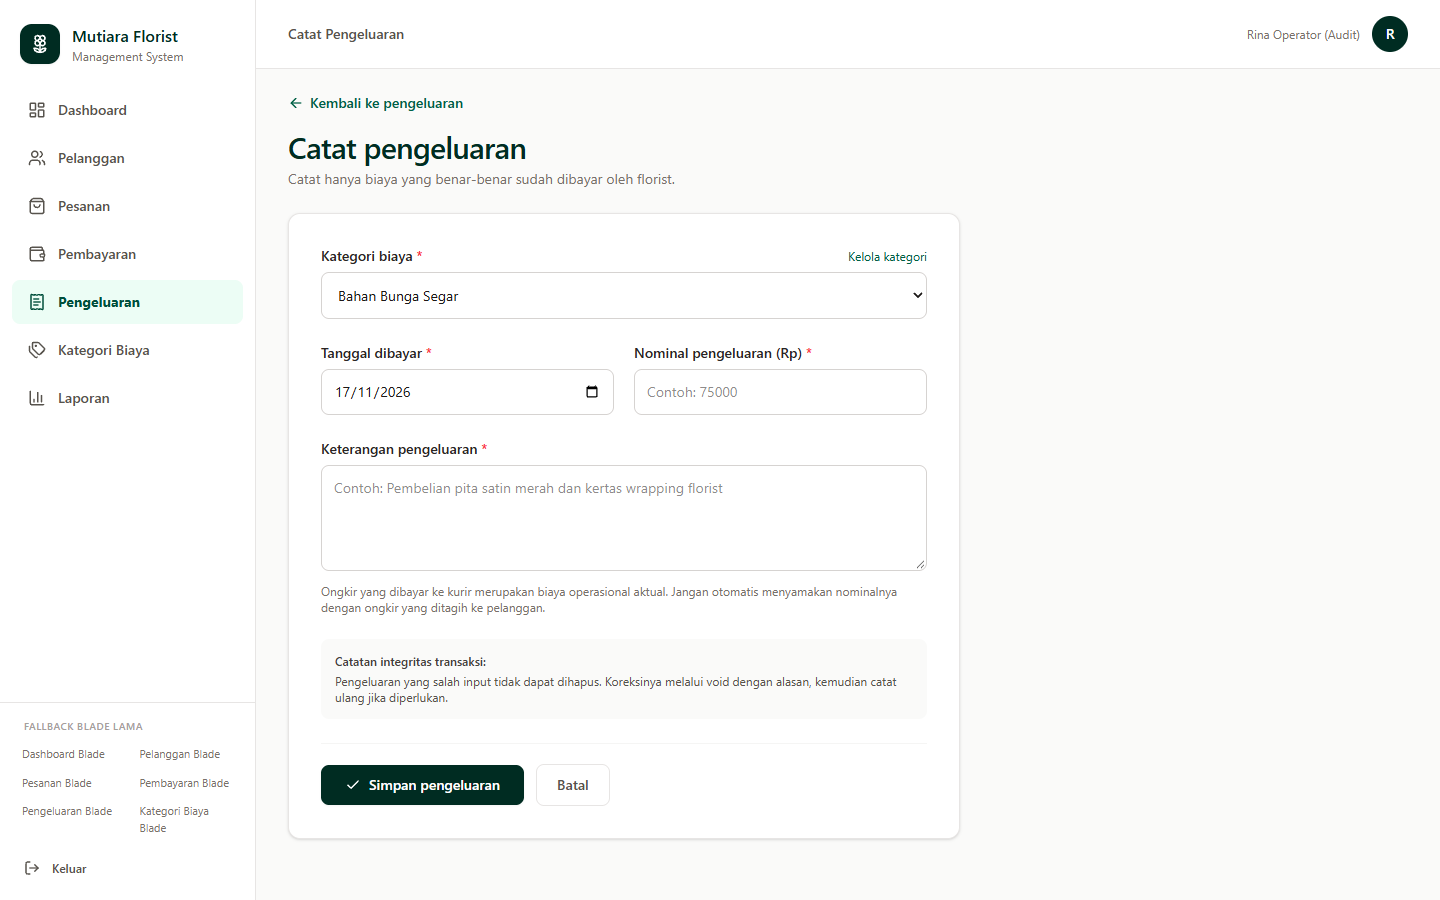 Mutiara Florist
Management System
Dashboard
Pelanggan
Pesanan
Pembayaran
Pengeluaran
Kategori Biaya
Laporan
FALLBACK BLADE LAMA
Dashboard Blade
Pelanggan Blade
Pesanan Blade
Pembayaran Blade
Pengeluaran Blade
Kategori Biaya
Blade
Keluar
Catat Pengeluaran
Rina Operator (Audit)
R
Kembali ke pengeluaran
Catat pengeluaran
Catat hanya biaya yang benar-benar sudah dibayar oleh florist.
Kategori biaya *
Kelola kategori
Bahan Bunga Segar
Tanggal dibayar *
Nominal pengeluaran (Rp) *
17/11/2026
Contoh: 75000
Keterangan pengeluaran *
Contoh: Pembelian pita satin merah dan kertas wrapping florist
Ongkir yang dibayar ke kurir merupakan biaya operasional aktual. Jangan otomatis menyamakan nominalnya
dengan ongkir yang ditagih ke pelanggan.
Catatan integritas transaksi:
Pengeluaran yang salah input tidak dapat dihapus. Koreksinya melalui void dengan alasan, kemudian catat
ulang jika diperlukan.
Simpan pengeluaran
Batal